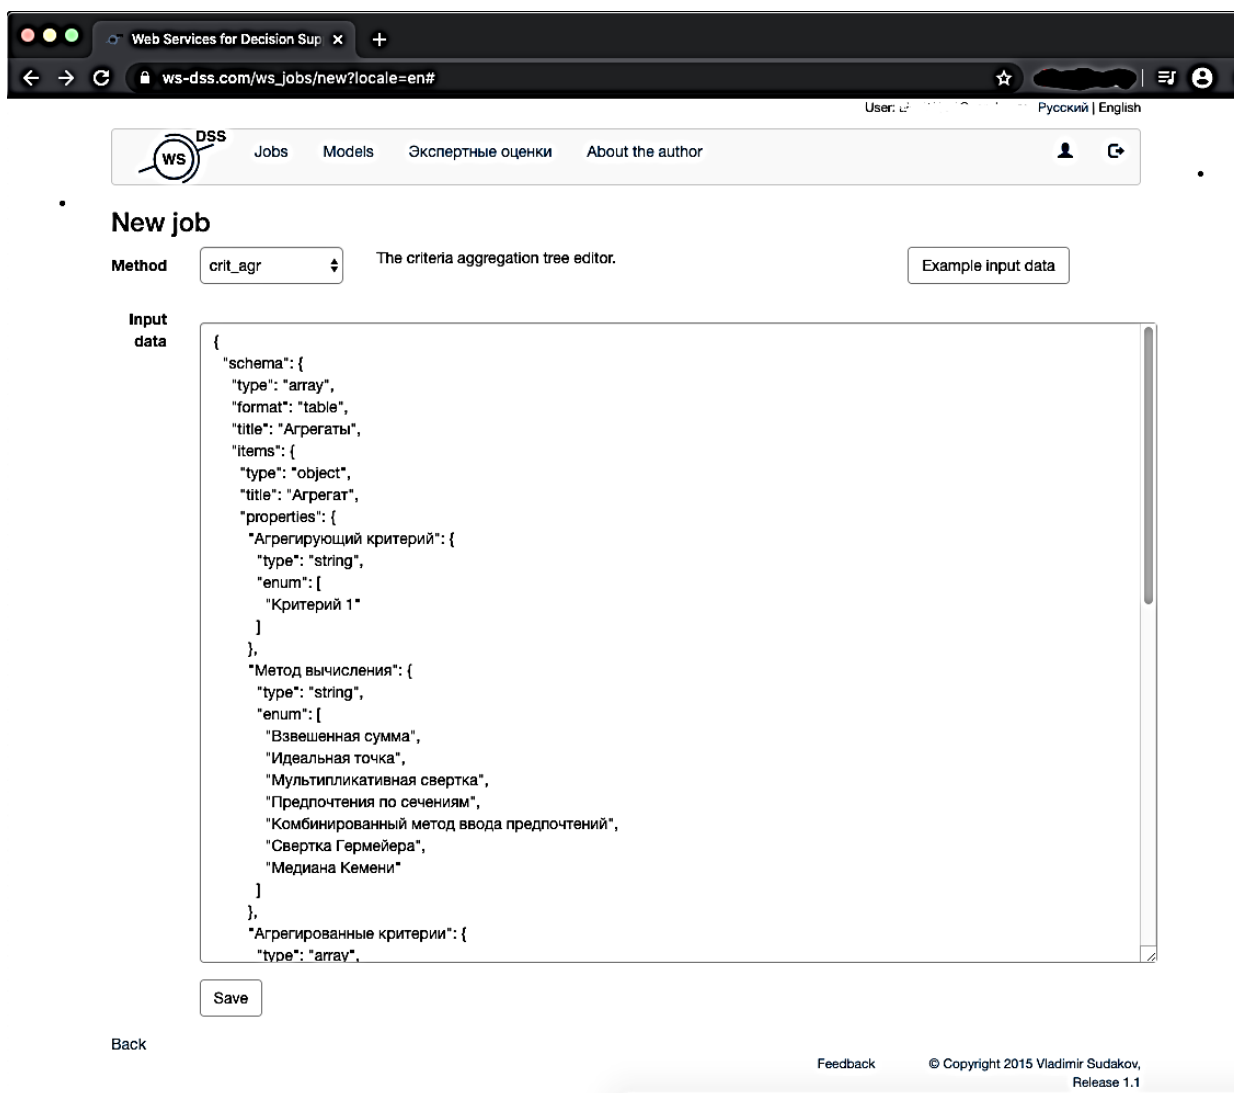 Web Services for Decision Sup
ws-dss.com/ws_jobs/new?locale=en#
User: Русский | English
WS DSS Jobs Models Экспертные оценки About the author
New job
Method crit_agr The criteria aggregation tree editor. Example input data
Input
data
{
"schema": {
"type": "array",
"format": "table",
"title": "Агрегаты",
"items": {
"type": "object",
"title": "Агрегат",
"properties": {
"Агрегирующий критерий": {
"type": "string",
"enum": [
"Критерий 1"
]
},
"Метод вычисления": {
"type": "string",
"enum": [
"Взвешенная сумма",
"Идеальная точка",
"Мультипликативная свертка",
"Предпочтения по сечениям",
"Комбинированный метод ввода предпочтений",
"Свертка Гермейера",
"Медиана Кемени"
]
},
"Агрегированные критерии": {
"type": "array",
Save
Back
Feedback © Copyright 2015 Vladimir Sudakov,
Release 1.1